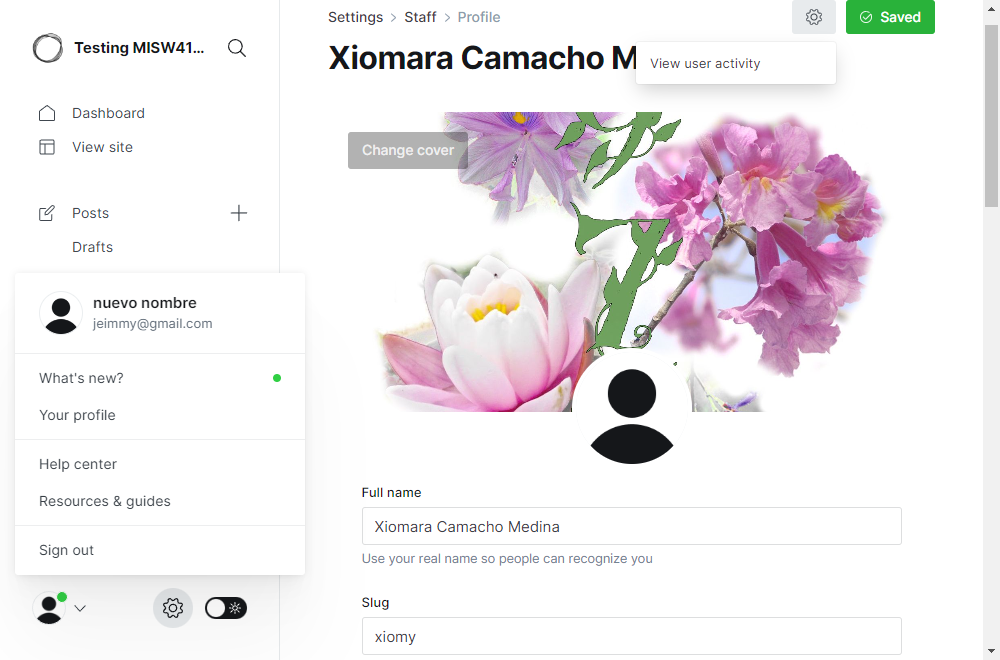 Testing MISW41...
Dashboard
View site
Posts
Drafts
nuevo nombre
jeimmy@gmail.com
What's new?
Your profile
Help center
Resources & guides
Sign out
Settings > Staff > Profile
Saved
Xiomara Camacho M
View user activity
Change cover
Full name
Xiomara Camacho Medina
Use your real name so people can recognize you
Slug
xiomy